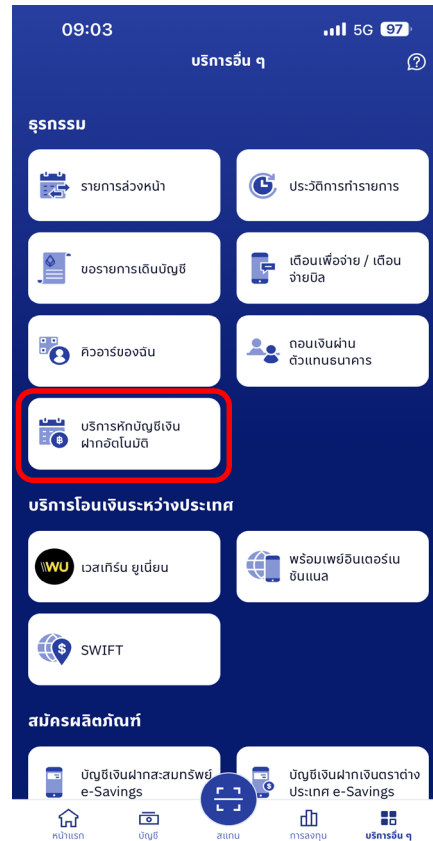 09:03
5G 97
บริการอื่น ๆ
ธุรกรรม
รายการล่วงหน้า
ประวัติการทำรายการ
ขอรายการเดินบัญชี
เตือนเพื่อจ่าย / เตือน
จ่ายบิล
คิวอาร์ของฉัน
ถอนเงินผ่าน
ตัวแทนธนาคาร
บริการหักบัญชีเงิน
ฝากอัตโนมัติ
บริการโอนเงินระหว่างประเทศ
WU
เวสเทิร์น ยูเนี่ยน
พร้อมเพย์อินเตอร์เน
ชันแนล
SWIFT
สมัครผลิตภัณฑ์
บัญชีเงินฝากสะสมทรัพย์
e-Savings
บัญชีเงินฝากเงินตราต่าง
ประเทศ e-Savings
หน้าแรก
บัญชี
สแกน
การลงทุน
บริการอื่น ๆ